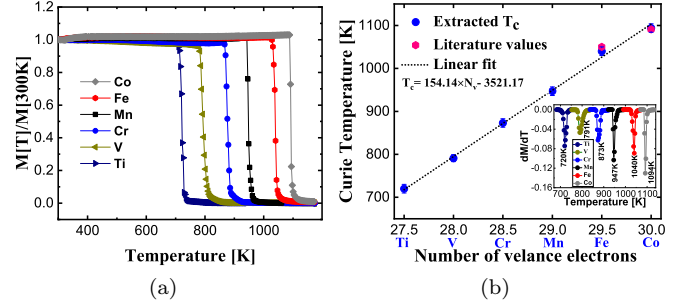 (a)
1.2
1.0
0.8
0.6
0.4
0.2
0.0
M[T]/M[300K]
Co
Fe
Mn
Cr
V
Ti
400 600 800 1000
Temperature [K]
(a)
(b)
1100
1000
900
800
700
Curie Temperature [K]
Extracted Tc
Literature values
Linear fit
Tc= 154.14×Nv- 3521.17
0.00
-0.04
-0.08
-0.12
-0.16
dM/dT
720K
791K
873K
947K
1040K
1094K
Ti
V
Cr
Mn
Fe
Co
700 800 900 1000 1100
Temperature [K]
27.5 28.0 28.5 29.0 29.5 30.0
Ti V Cr Mn Fe Co
Number of velance electrons
(b)